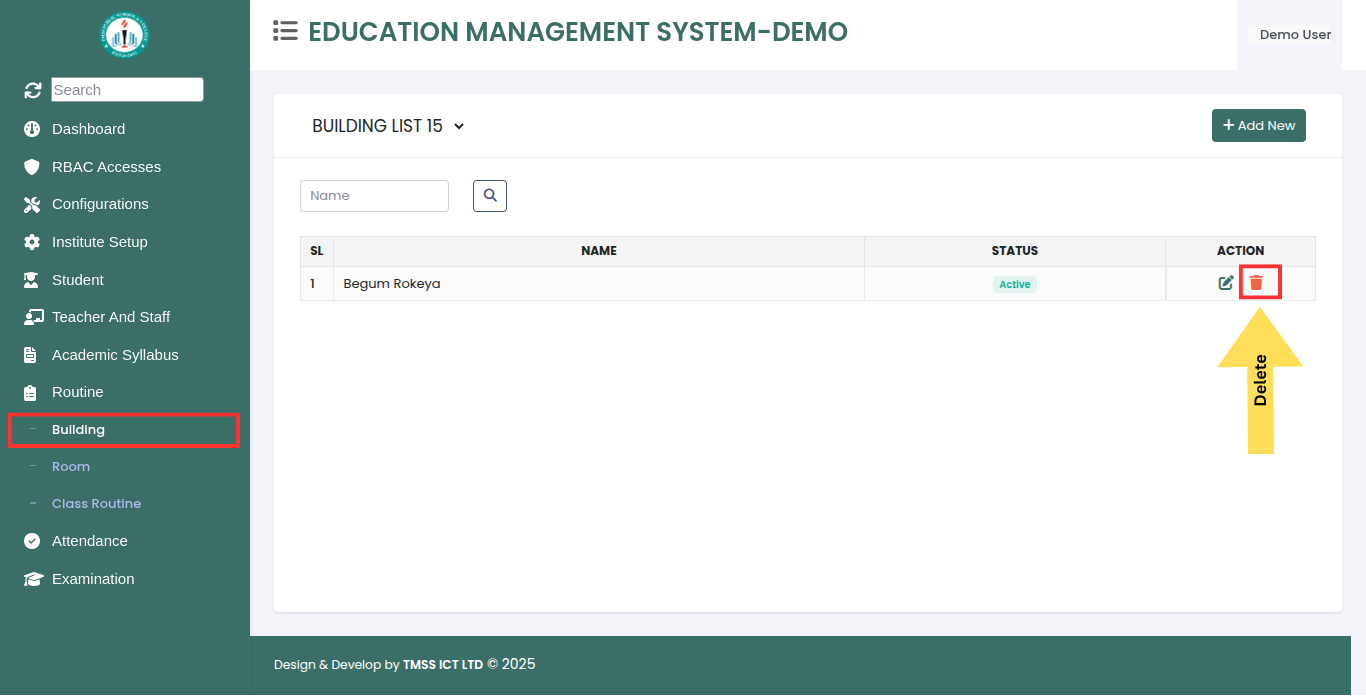 EDUCATION MANAGEMENT SYSTEM-DEMO
Demo User
Search
Dashboard
RBAC Accesses
Configurations
Institute Setup
Student
Teacher And Staff
Academic Syllabus
Routine
Building
Room
Class Routine
Attendance
Examination
BUILDING LIST 15
+ Add New
Name
SL NAME STATUS ACTION
1 Begum Rokeya Active
Delete
Design & Develop by TMSS ICT LTD © 2025